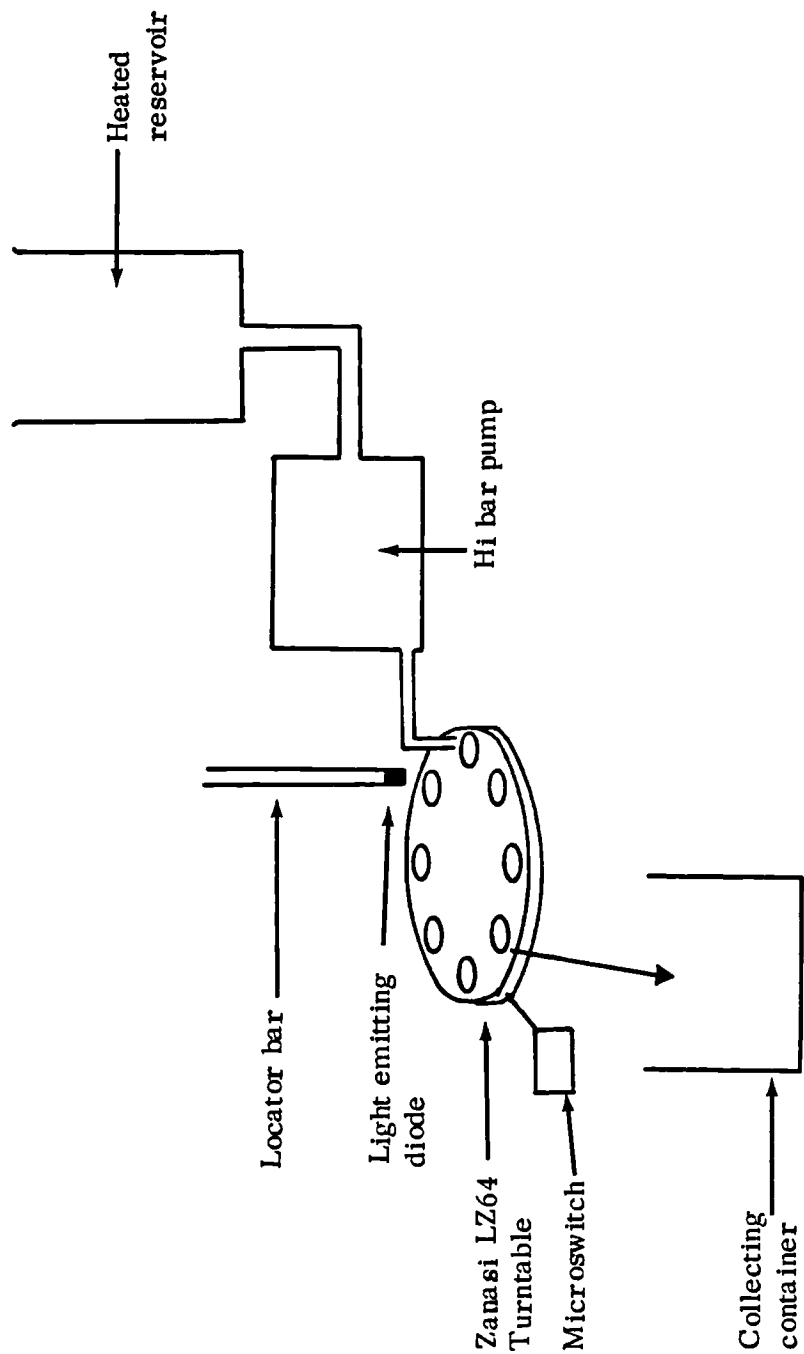 Heated
reservoir
Locator bar
Light emitting
diode
Hi bar pump
Zanasi LZ64
Turntable
Microswitch
Collecting
container